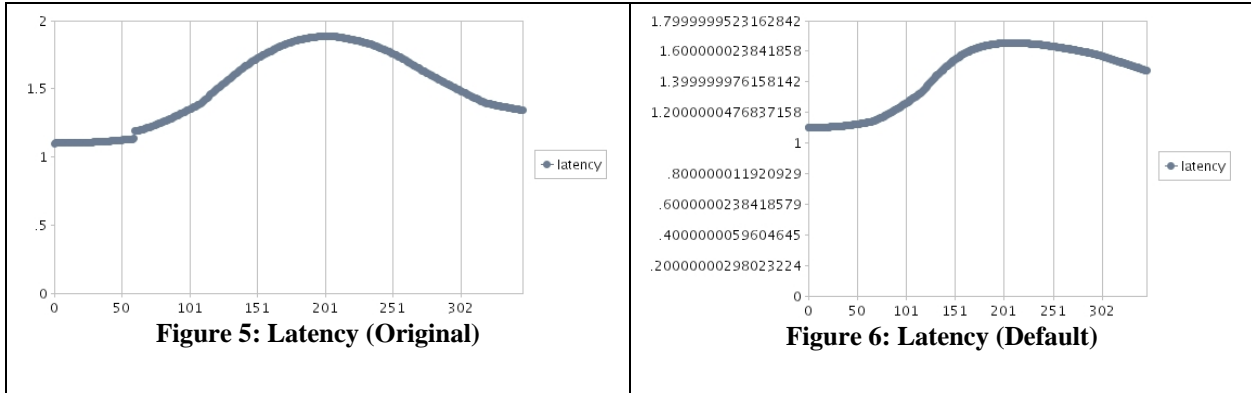 2
1.5
1
.5
0
0 50 101 151 201 251 302
latency
Figure 5: Latency (Original)
1.7999999523162842
1.600000023841858
1.399999976158142
1.2000000476837158
1
.800000011920929
.6000000238418579
.4000000059604645
.20000000298023224
0
0 50 101 151 201 251 302
latency
Figure 6: Latency (Default)